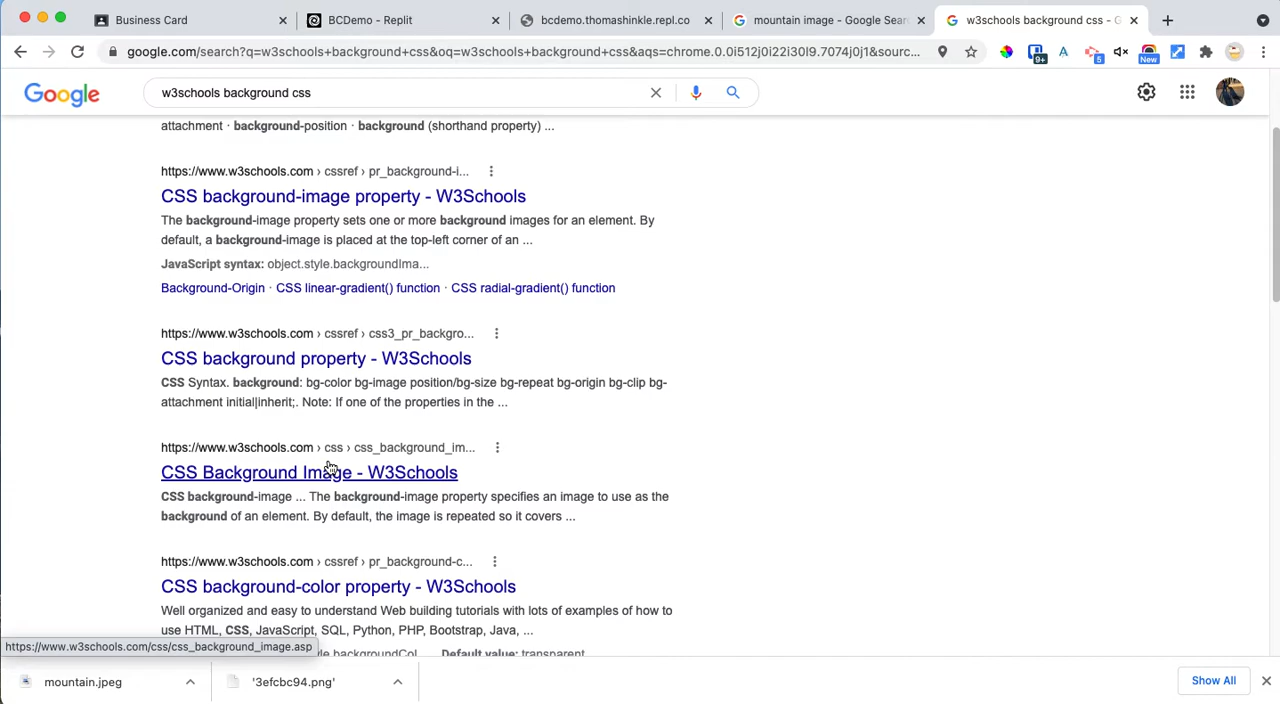 Business Card
BCDemo - Replit
bcdemo.thomashinkle.repl.co
mountain image - Google Sear
w3schools background css - G
google.com/search?q=w3schools+background+css&oq=w3schools+background+css&aqs=chrome.0.0i512j0i22i30l9.7074j0j1&sourc...
9+
A
5
New
Google
w3schools background css
attachment · background-position · background (shorthand property) ...
https://www.w3schools.com › cssref › pr_background-i...
CSS background-image property - W3Schools
The background-image property sets one or more background images for an element. By
default, a background-image is placed at the top-left corner of an ...
JavaScript syntax: object.style.backgroundIma...
Background-Origin · CSS linear-gradient() function · CSS radial-gradient() function
https://www.w3schools.com › cssref › css3_pr_backgro...
CSS background property - W3Schools
CSS Syntax. background: bg-color bg-image position/bg-size bg-repeat bg-origin bg-clip bg-
attachment initial|inherit;. Note: If one of the properties in the ...
https://www.w3schools.com › css › css_background_im...
CSS Background Image - W3Schools
CSS background-image ... The background-image property specifies an image to use as the
background of an element. By default, the image is repeated so it covers ...
https://www.w3schools.com › cssref › pr_background-c...
CSS background-color property - W3Schools
Well organized and easy to understand Web building tutorials with lots of examples of how to
use HTML, CSS, JavaScript, SQL, Python, PHP, Bootstrap, Java, ...
https://www.w3schools.com/css/css_background_image.asp
backgroundCol... Default value: transparent
mountain.jpeg
'3efcbc94.png'
Show All